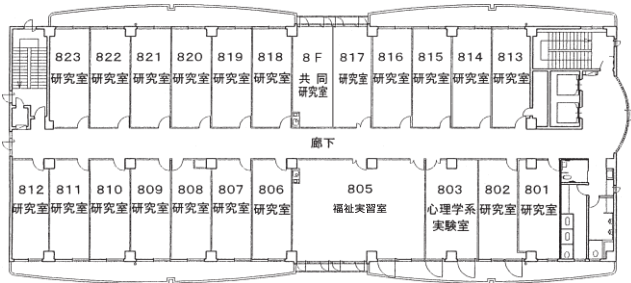 823
研究室
822
研究室
821
研究室
820
研究室
819
研究室
818
研究室
8F
共同
研究室
817
研究室
816
研究室
815
研究室
814
研究室
813
研究室
廊下
812
研究室
811
研究室
810
研究室
809
研究室
808
研究室
807
研究室
806
研究室
805
福祉実習室
803
心理学系
実験室
802
研究室
801
研究室